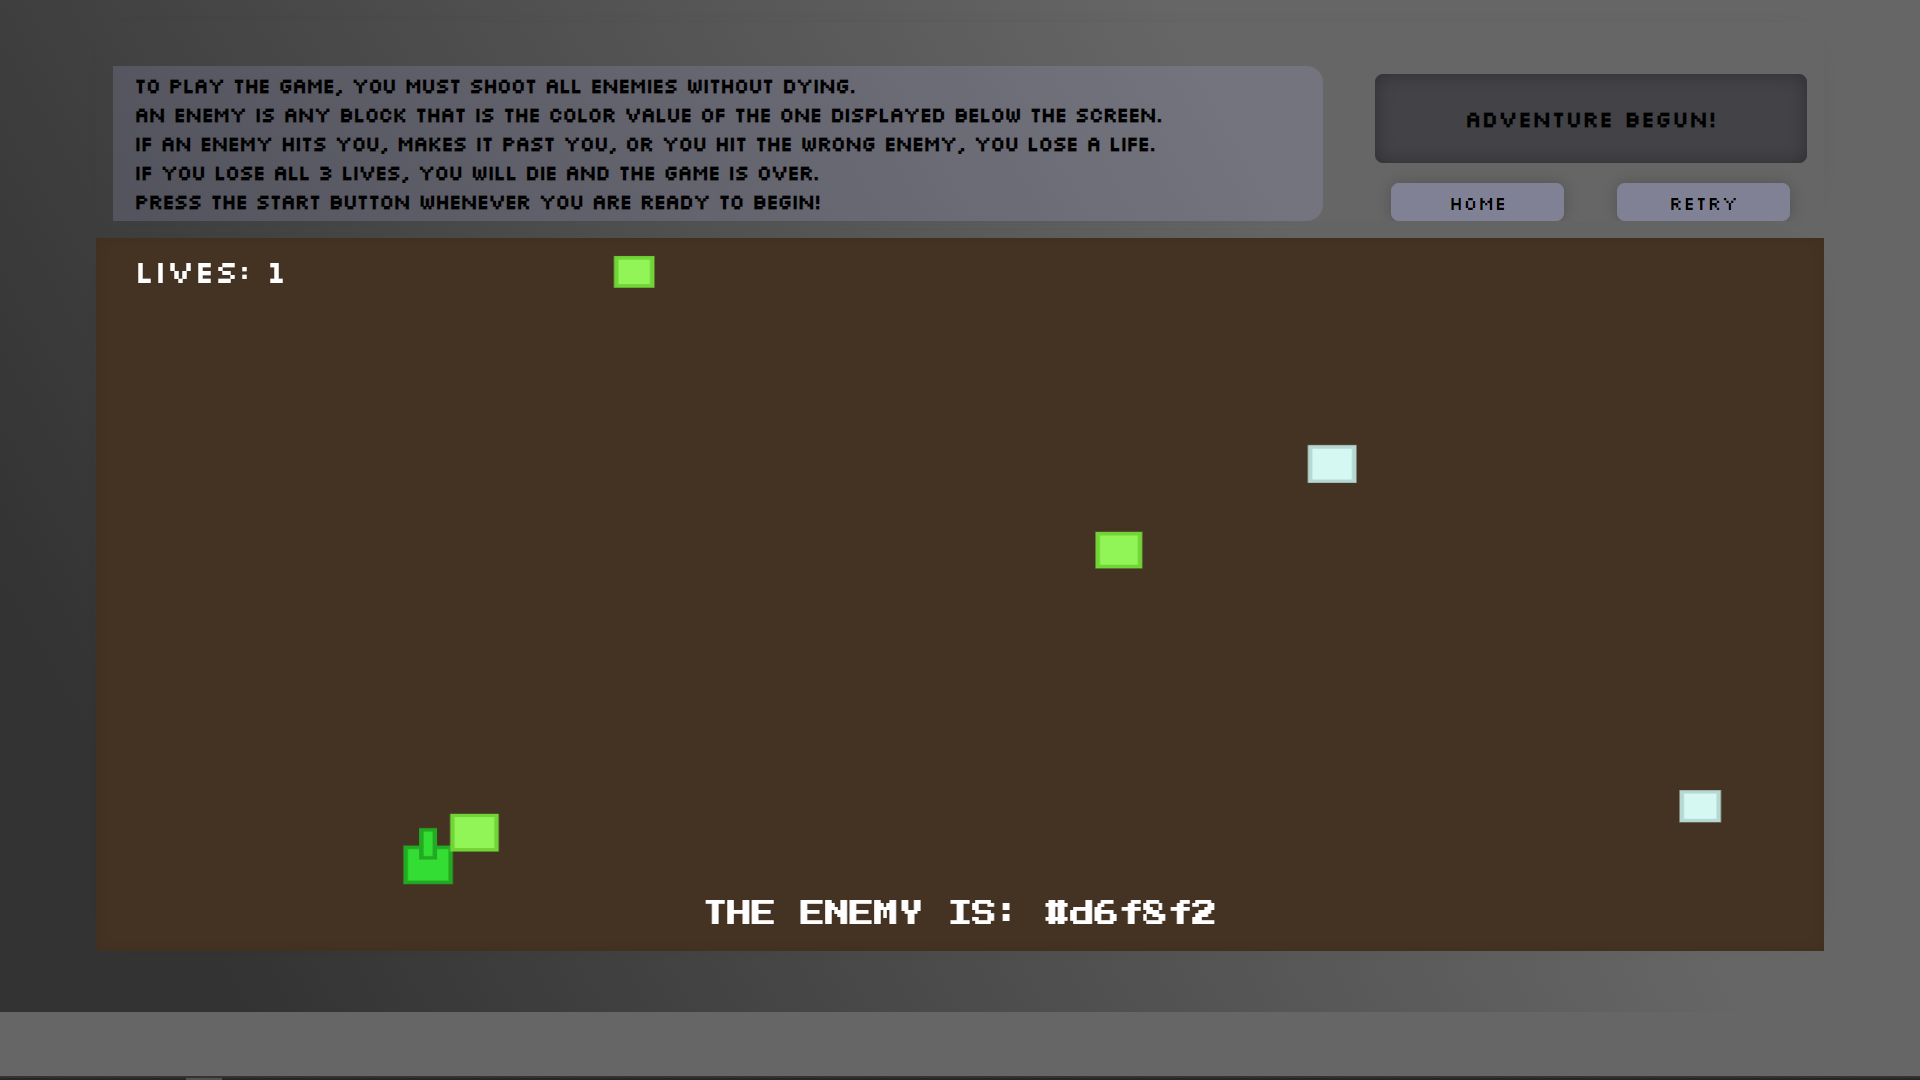 TO PLAY THE GAME, YOU MUST SHOOT ALL ENEMIES WITHOUT DYING.
AN ENEMY IS ANY BLOCK THAT IS THE COLOR VALUE OF THE ONE DISPLAYED BELOW THE SCREEN.
IF AN ENEMY HITS YOU, MAKES IT PAST YOU, OR YOU HIT THE WRONG ENEMY, YOU LOSE A LIFE.
IF YOU LOSE ALL 3 LIVES, YOU WILL DIE AND THE GAME IS OVER.
PRESS THE START BUTTON WHENEVER YOU ARE READY TO BEGIN!
ADVENTURE BEGUN!
HOME
RETRY
LIVES: 1
THE ENEMY IS: #d6f8f2